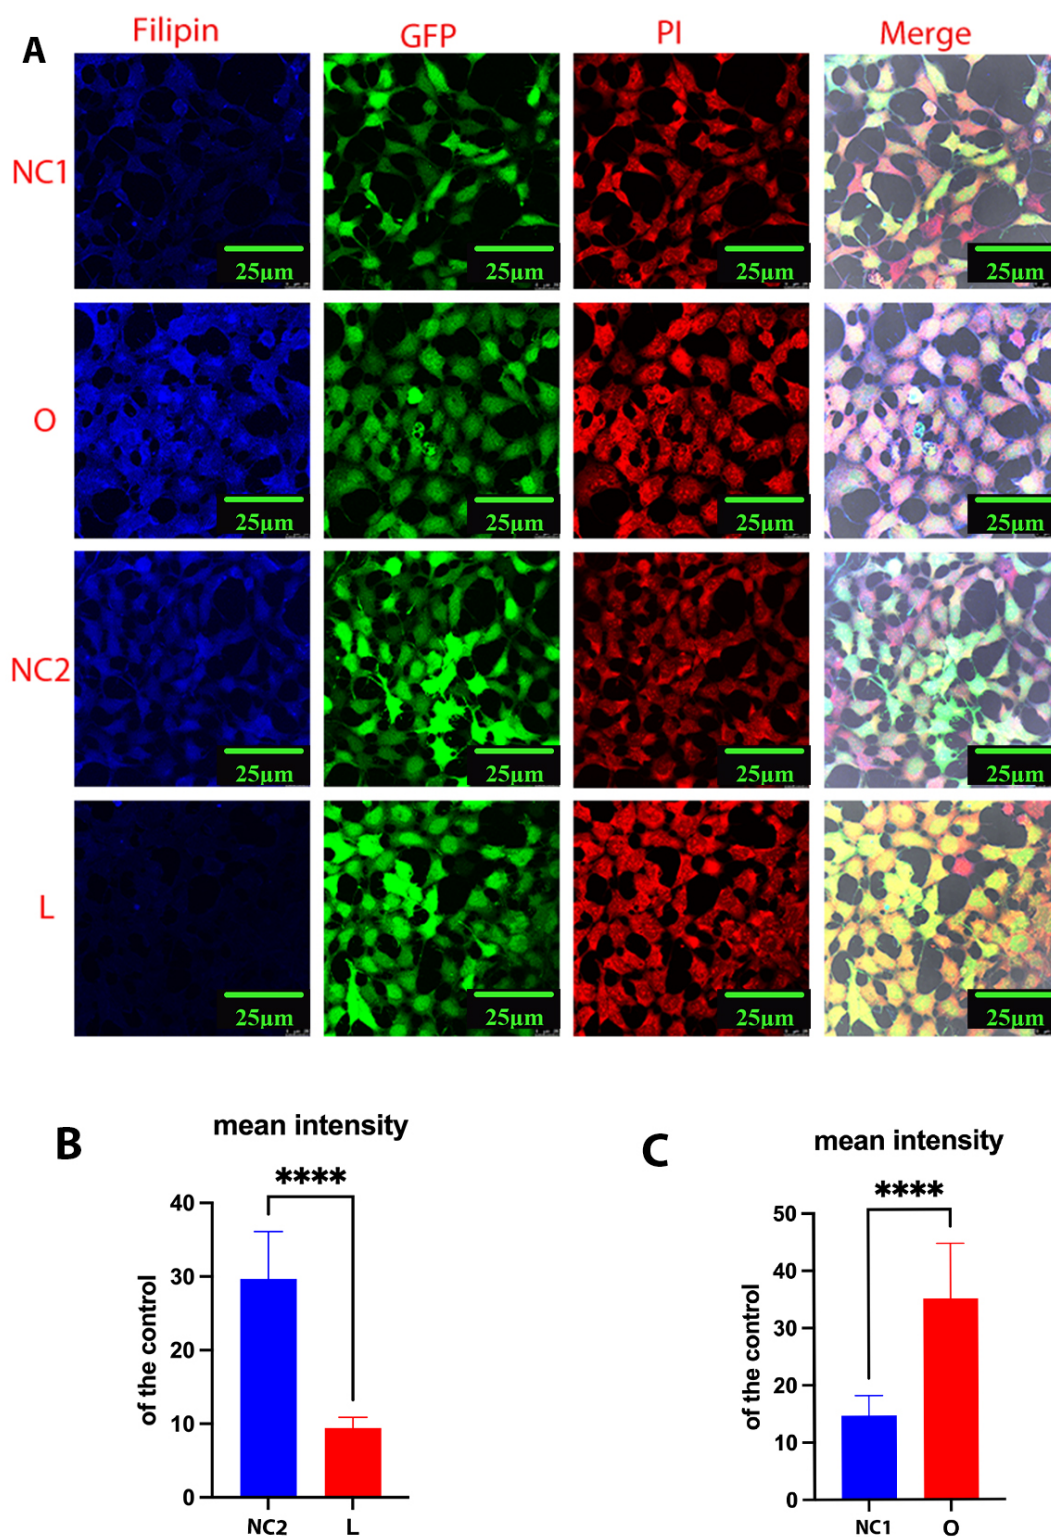 A
Filipin GFP PI Merge
NC1
25µm 25µm 25µm 25µm
O
25µm 25µm 25µm 25µm
NC2
25µm 25µm 25µm 25µm
L
25µm 25µm 25µm 25µm
B
mean intensity
****
of the control
40
30
20
10
0
NC2 L
C
mean intensity
****
of the control
50
40
30
20
10
0
NC1 O